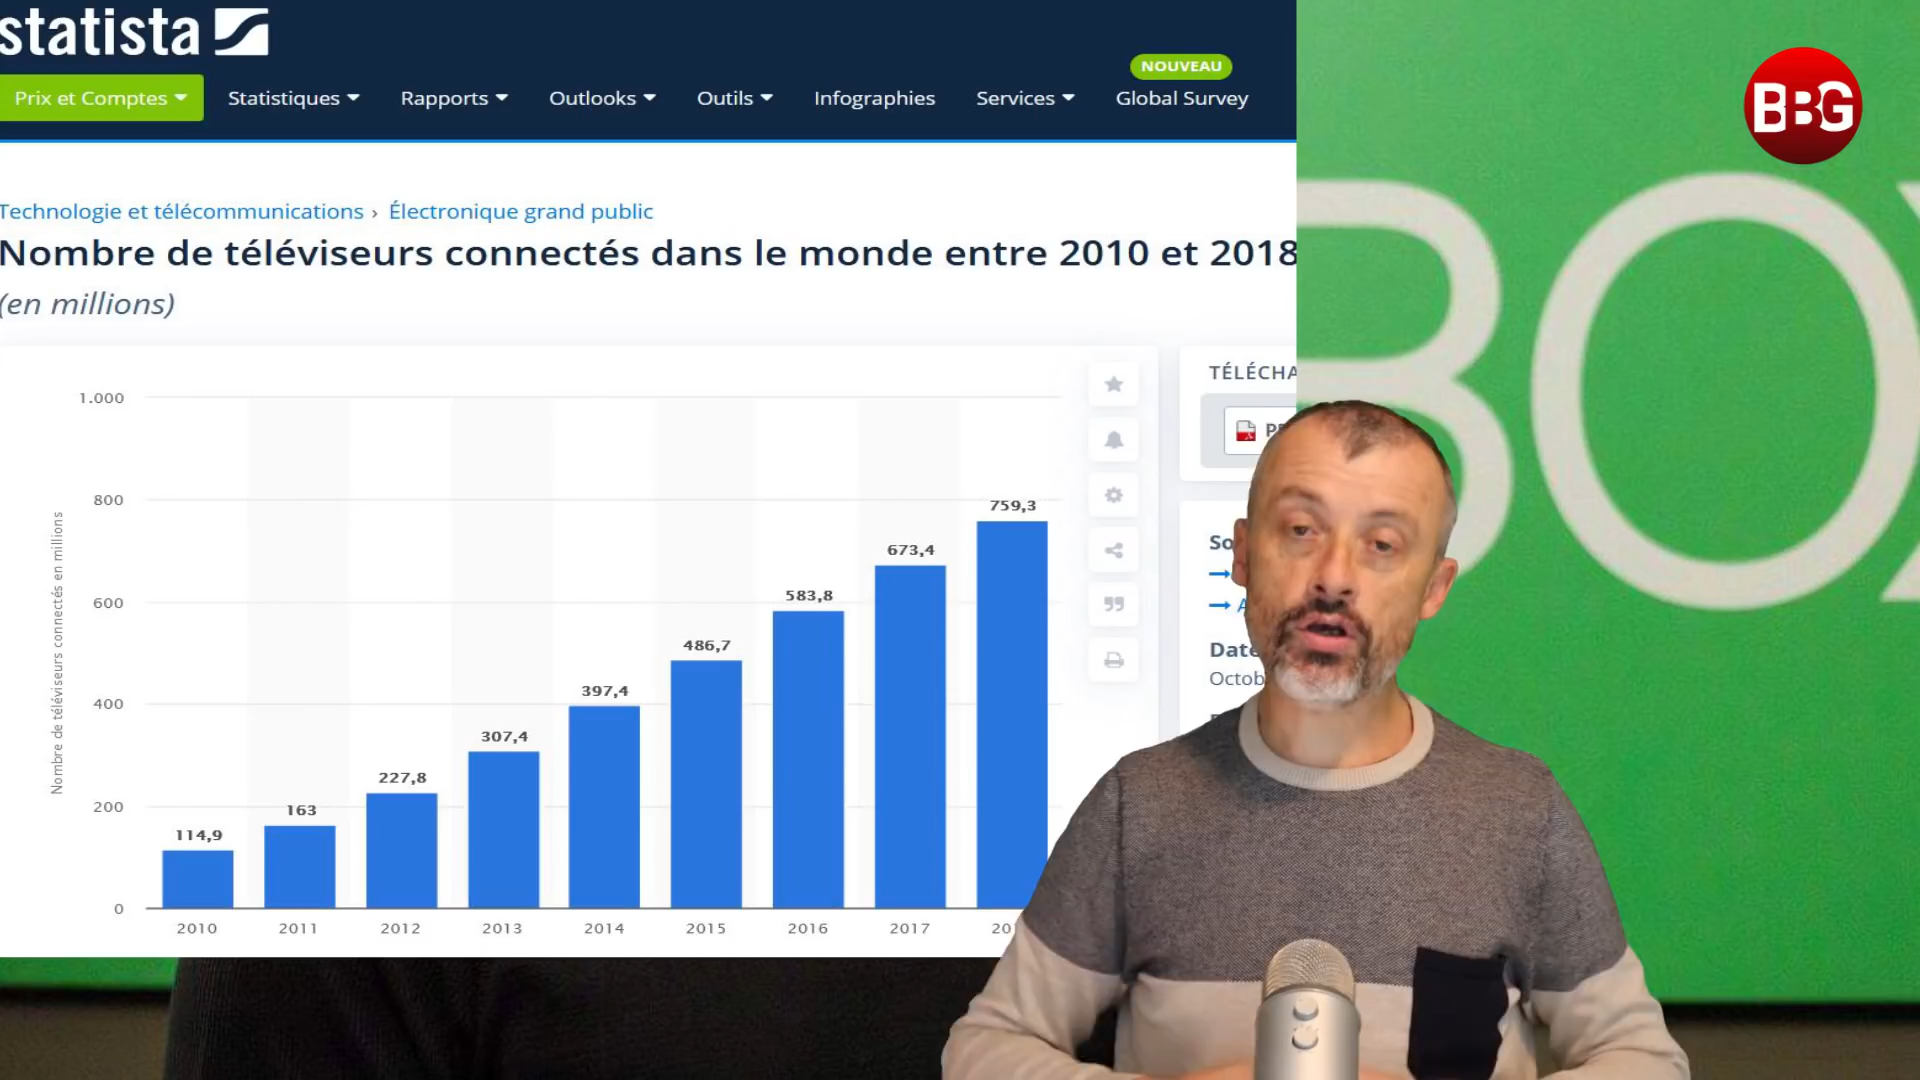 statista
NOUVEAU
Prix et Comptes
Statistiques
Rapports
Outlooks
Outils
Infographies
Services
Global Survey
BBG
Technologie et télécommunications › Électronique grand public
Nombre de téléviseurs connectés dans le monde entre 2010 et 2018
(en millions)
TÉLÉCHA
Nombre de téléviseurs connectés en millions
1.000
800
600
400
200
0
114,9
163
227,8
307,4
397,4
486,7
583,8
673,4
759,3
2010
2011
2012
2013
2014
2015
2016
2017
So
→ A
Date
Octob
BOX